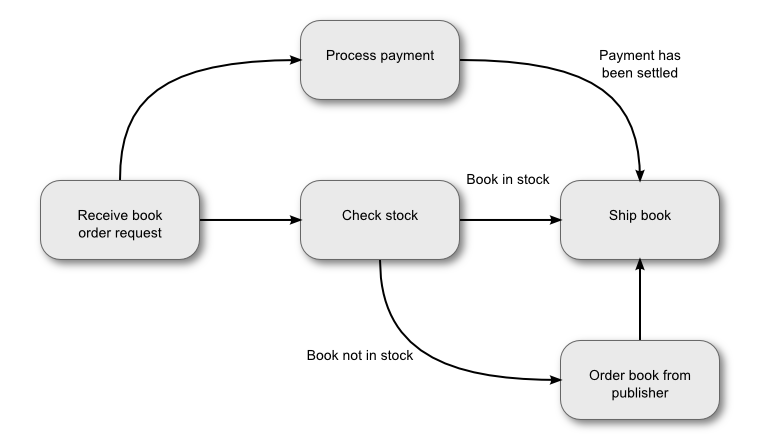 Process payment
Payment has
been settled
Book in stock
Receive book
order request
Check stock
Ship book
Book not in stock
Order book from
publisher